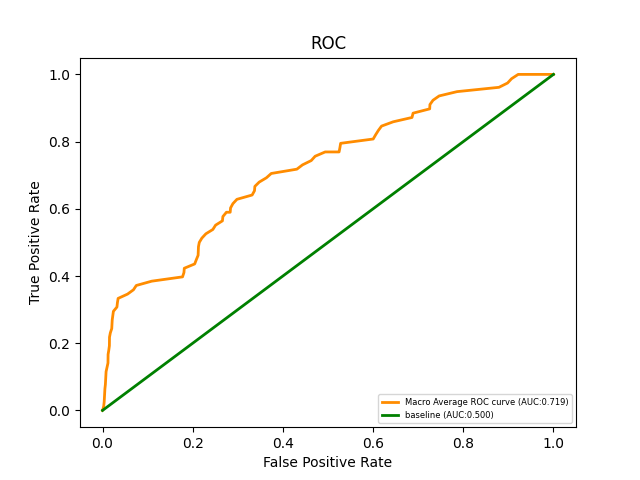 ROC
True Positive Rate
1.0
0.8
0.6
0.4
0.2
0.0
0.0 0.2 0.4 0.6 0.8 1.0
False Positive Rate
Macro Average ROC curve (AUC:0.719)
baseline (AUC:0.500)